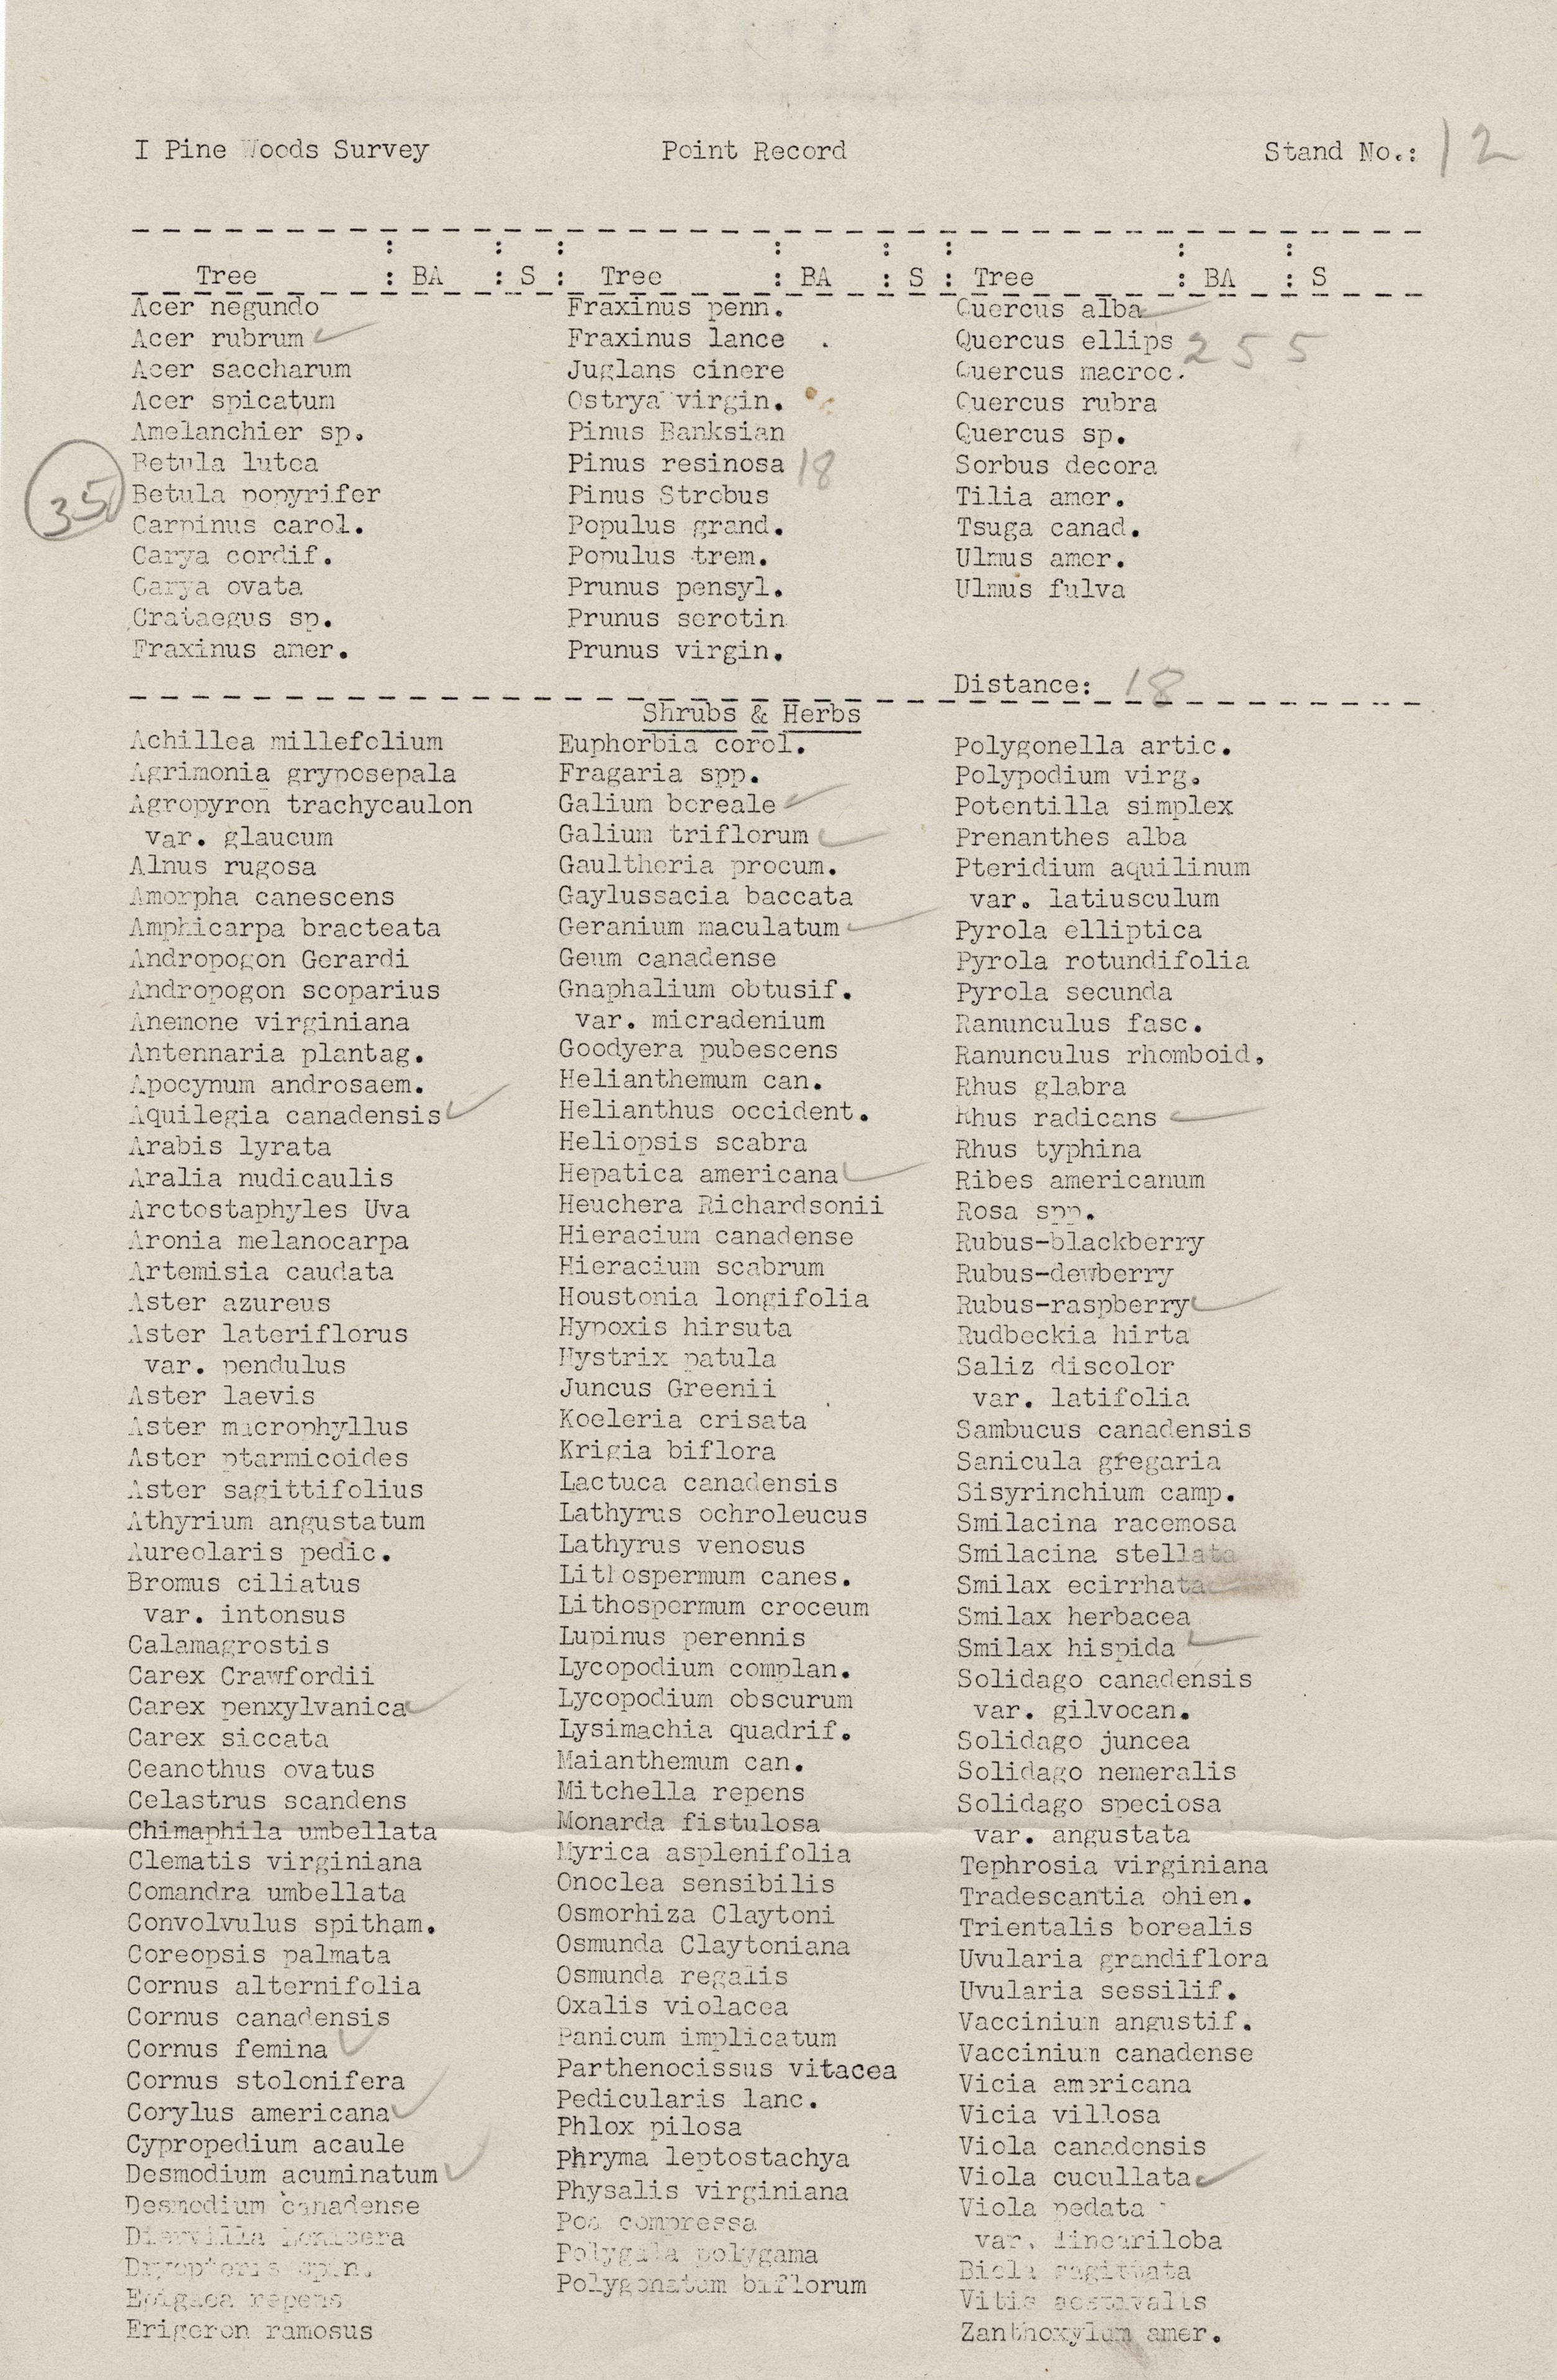 I Pine Woods Survey Point Record Stand No.: 12
Tree : BA : S : Tree : BA : S : Tree : BA : S
Acer negundo
Acer rubrum ✓
Acer saccharum
Acer spicatum
Amelanchier sp.
Betula lutea
35 Betula popyrifer
Carpinus carol.
Carya cordif.
Carya ovata
Crataegus sp.
Fraxinus amer.
Fraxinus penn.
Fraxinus lance .
Juglans cinere
Ostrya virgin.
Pinus Banksian
Pinus resinosa 18
Pinus Strobus
Populus grand.
Populus trem.
Prunus pensyl.
Prunus serotin
Prunus virgin.
Quercus alba ✓
Quercus ellips 255
Quercus macroc.
Quercus rubra
Quercus sp.
Sorbus decora
Tilia amer.
Tsuga canad.
Ulmus amer.
Ulmus fulva
Distance: 18
Shrubs & Herbs
Achillea millefolium
Agrimonia gryposepala
Agropyron trachycaulon
var. glaucum
Alnus rugosa
Amorpha canescens
Amphicarpa bracteata
Andropogon Gerardi
Andropogon scoparius
Anemone virginiana
Antennaria plantag.
Apocynum androsaem.
Aquilegia canadensis ✓
Arabis lyrata
Aralia nudicaulis
Arctostaphyles Uva
Aronia melanocarpa
Artemisia caudata
Aster azureus
Aster lateriflorus
var. pendulus
Aster laevis
Aster macrophyllus
Aster ptarmicoides
Aster sagittifolius
Athyrium angustatum
Aureolaris pedic.
Bromus ciliatus
var. intonsus
Calamagrostis
Carex Crawfordii
Carex penxylvanica ✓
Carex siccata
Ceanothus ovatus
Celastrus scandens
Chimaphila umbellata
Clematis virginiana
Comandra umbellata
Convolvulus spitham.
Coreopsis palmata
Cornus alternifolia
Cornus canadensis
Cornus femina ✓
Cornus stolonifera
Corylus americana ✓
Cypropedium acaule
Desmodium acuminatum ✓
Desmodium canadense
Diervilla Lonicera
Dryopteris spin.
Epigaea repens
Erigeron ramosus
Euphorbia corol.
Fragaria spp.
Galium boreale ✓
Galium triflorum ✓
Gaultheria procum.
Gaylussacia baccata
Geranium maculatum ✓
Geum canadense
Gnaphalium obtusif.
var. micradenium
Goodyera pubescens
Helianthemum can.
Helianthus occident.
Heliopsis scabra
Hepatica americana ✓
Heuchera Richardsonii
Hieracium canadense
Hieracium scabrum
Houstonia longifolia
Hypoxis hirsuta
Hystrix patula
Juncus Greenii
Koeleria crisata
Krigia biflora
Lactuca canadensis
Lathyrus ochroleucus
Lathyrus venosus
Lithospermum canes.
Lithospermum croceum
Lupinus perennis
Lycopodium complan.
Lycopodium obscurum
Lysimachia quadrif.
Maianthemum can.
Mitchella repens
Monarda fistulosa
Myrica asplenifolia
Onoclea sensibilis
Osmorhiza Claytoni
Osmunda Claytoniana
Osmunda regalis
Oxalis violacea
Panicum implicatum
Parthenocissus vitacea
Pedicularis lanc.
Phlox pilosa
Phryma leptostachya
Physalis virginiana
Poa compressa
Polygala polygama
Polygonatum biflorum
Polygonella artic.
Polypodium virg.
Potentilla simplex
Prenanthes alba
Pteridium aquilinum
var. latiusculum
Pyrola elliptica
Pyrola rotundifolia
Pyrola secunda
Ranunculus fasc.
Ranunculus rhomboid.
Rhus glabra
Rhus radicans ✓
Rhus typhina
Ribes americanum
Rosa spp.
Rubus-blackberry
Rubus-dewberry
Rubus-raspberry ✓
Rudbeckia hirta
Saliz discolor
var. latifolia
Sambucus canadensis
Sanicula gregaria
Sisyrinchium camp.
Smilacina racemosa
Smilacina stellata
Smilax ecirrhata
Smilax herbacea
Smilax hispida ✓
Solidago canadensis
var. gilvocan.
Solidago juncea
Solidago nemeralis
Solidago speciosa
var. angustata
Tephrosia virginiana
Tradescantia ohien.
Trientalis borealis
Uvularia grandiflora
Uvularia sessilif.
Vaccinium angustif.
Vaccinium canadense
Vicia americana
Vicia villosa
Viola canadensis
Viola cucullata ✓
Viola pedata
var. lineariloba
Biola sagittata
Vitis aestivalis
Zanthoxylum amer.